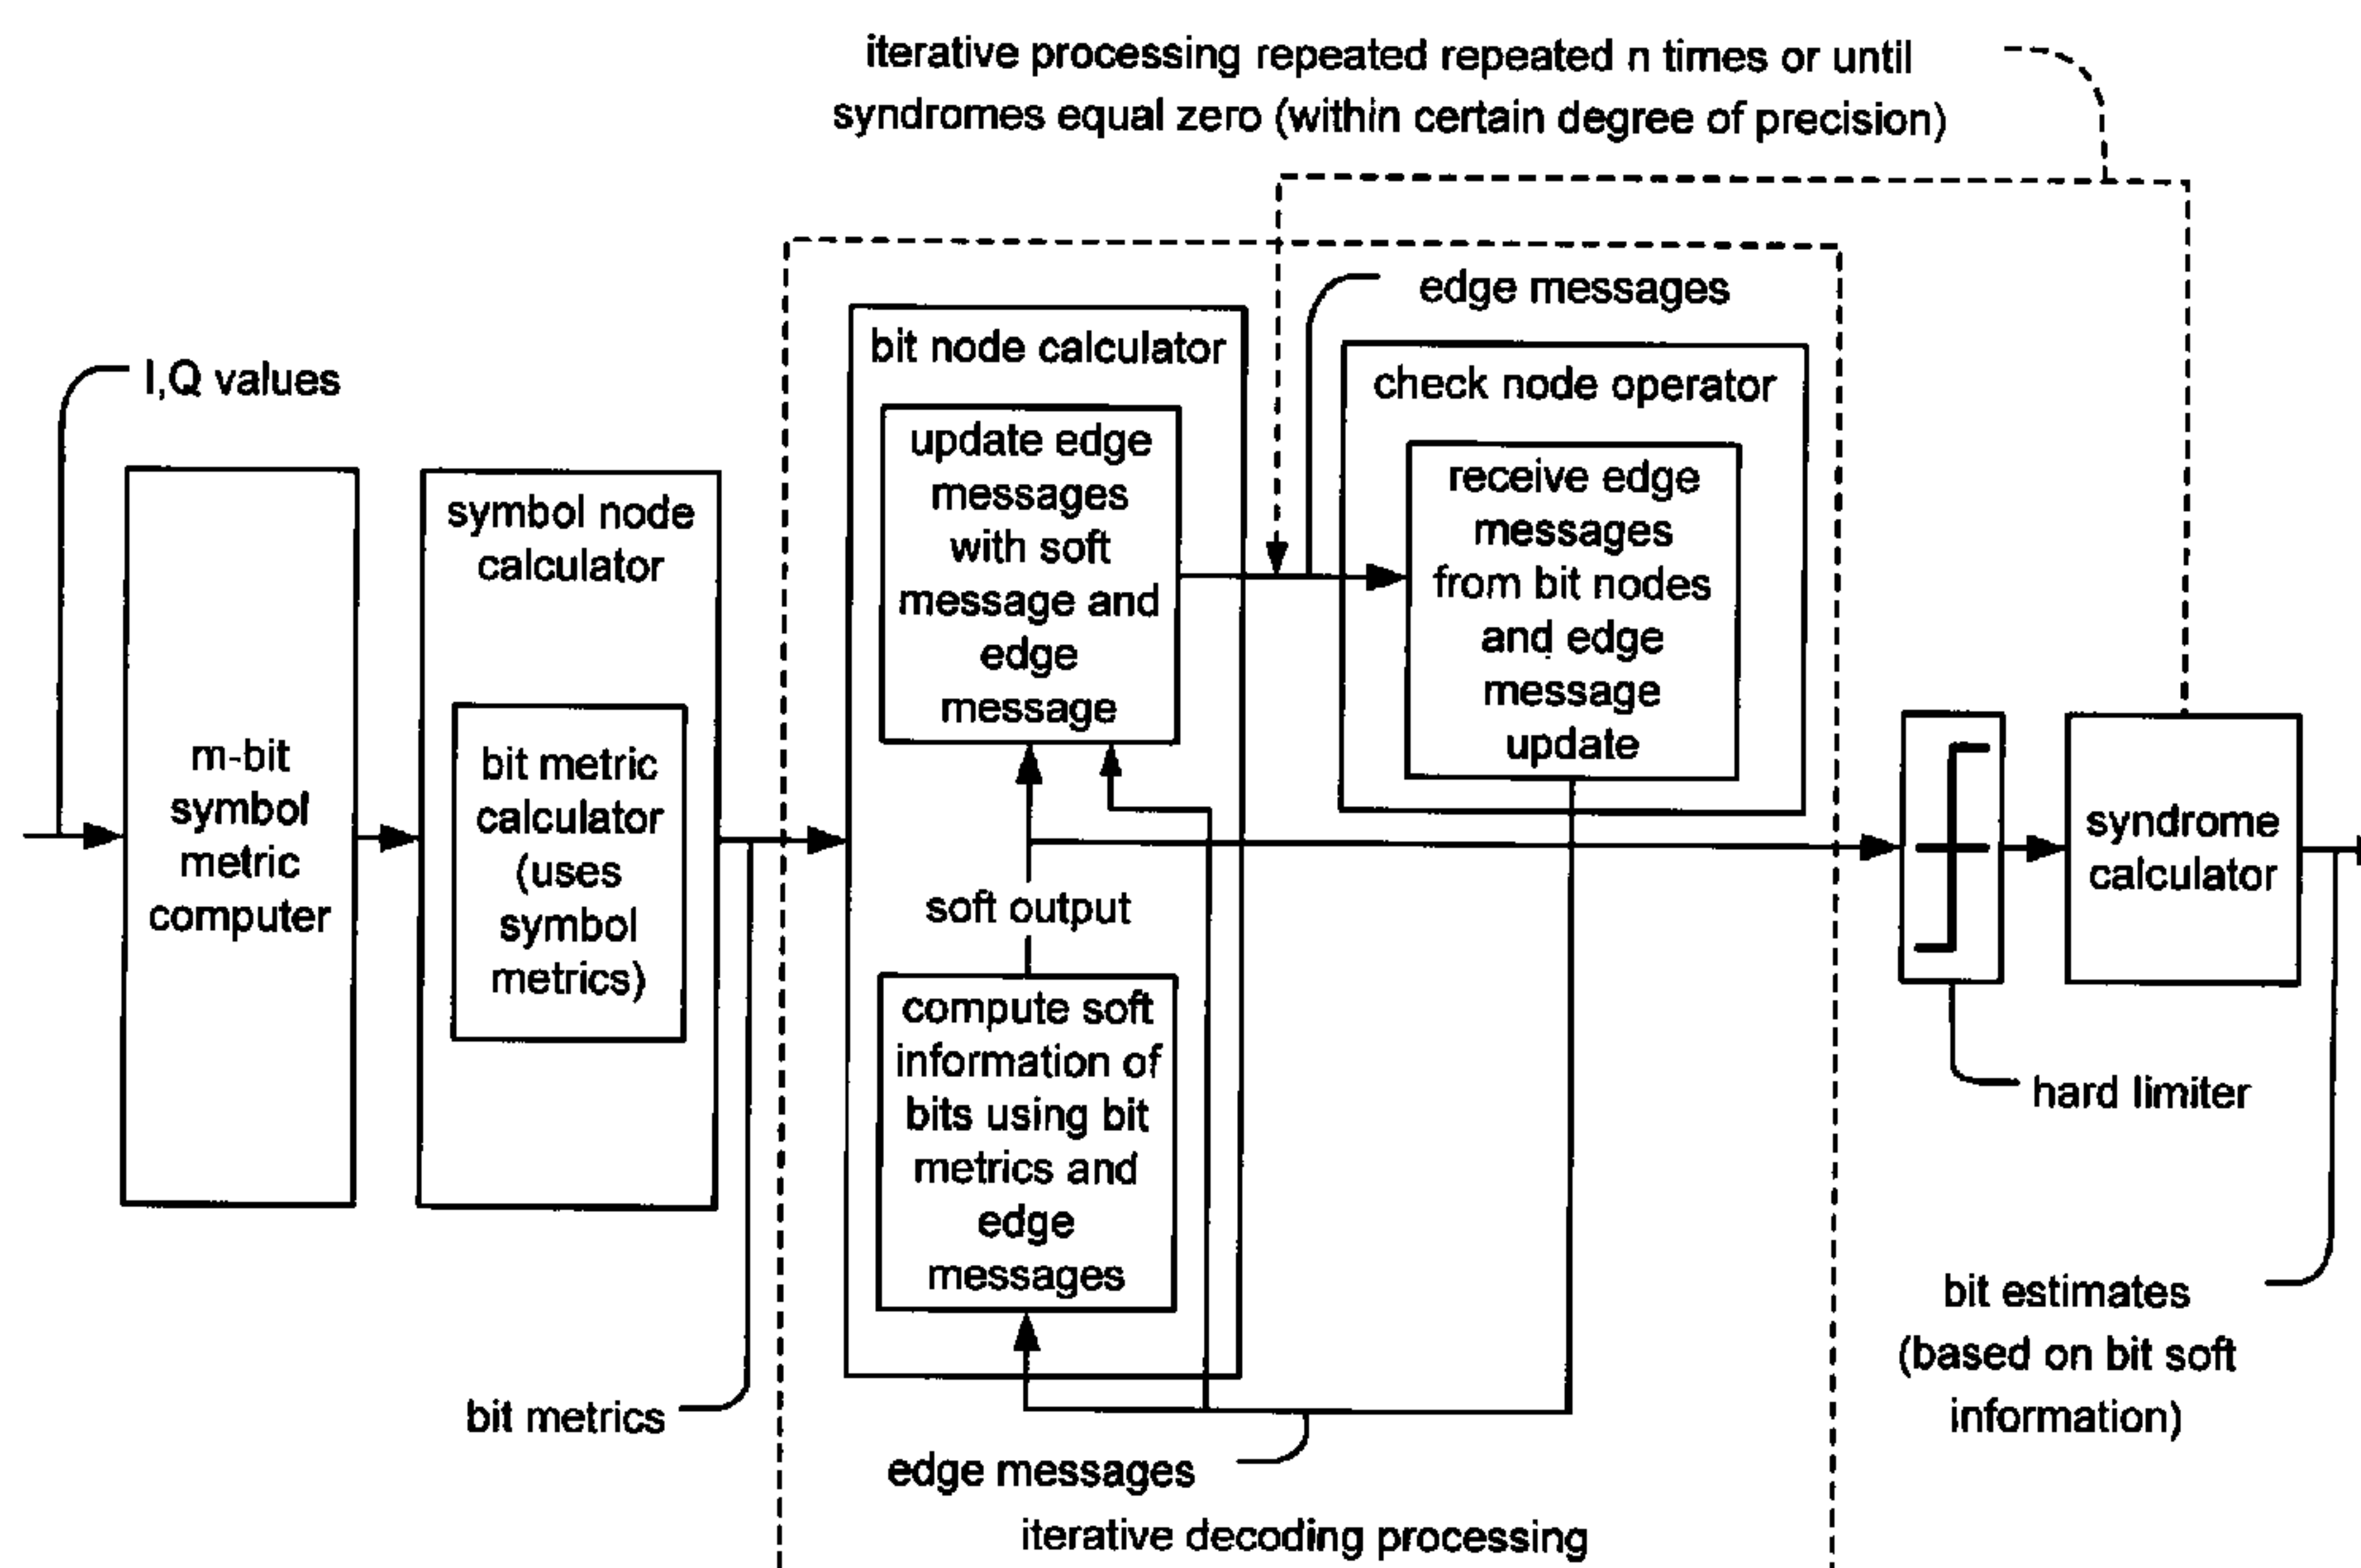 iterative processing repeated repeated n times or until
syndromes equal zero (within certain degree of precision)
I,Q values
m-bit
symbol
metric
computer
symbol node
calculator
bit metric
calculator
(uses
symbol
metrics)
bit metrics
bit node calculator
update edge
messages
with soft
message and
edge
message
soft output
compute soft
information of
bits using bit
metrics and
edge
messages
edge messages
check node operator
receive edge
messages
from bit nodes
and edge
message
update
edge messages
iterative decoding processing
hard limiter
syndrome
calculator
bit estimates
(based on bit soft
information)